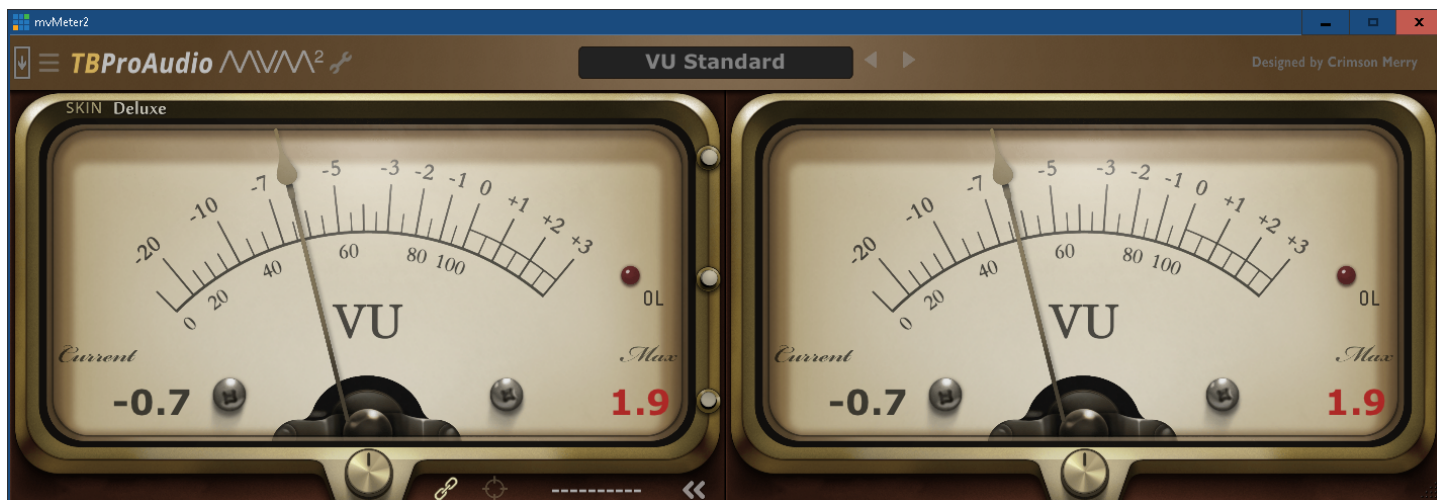 mvMeter2
TBProAudio MVM² VU Standard Designed by Crimson Merry
SKIN Deluxe
-20 -10 -7 -5 -3 -2 -1 0 +1 +2 +3
0 20 40 60 80 100
VU
OL
Current Max
-0.7 1.9
-20 -10 -7 -5 -3 -2 -1 0 +1 +2 +3
0 20 40 60 80 100
VU
OL
Current Max
-0.7 1.9
----------